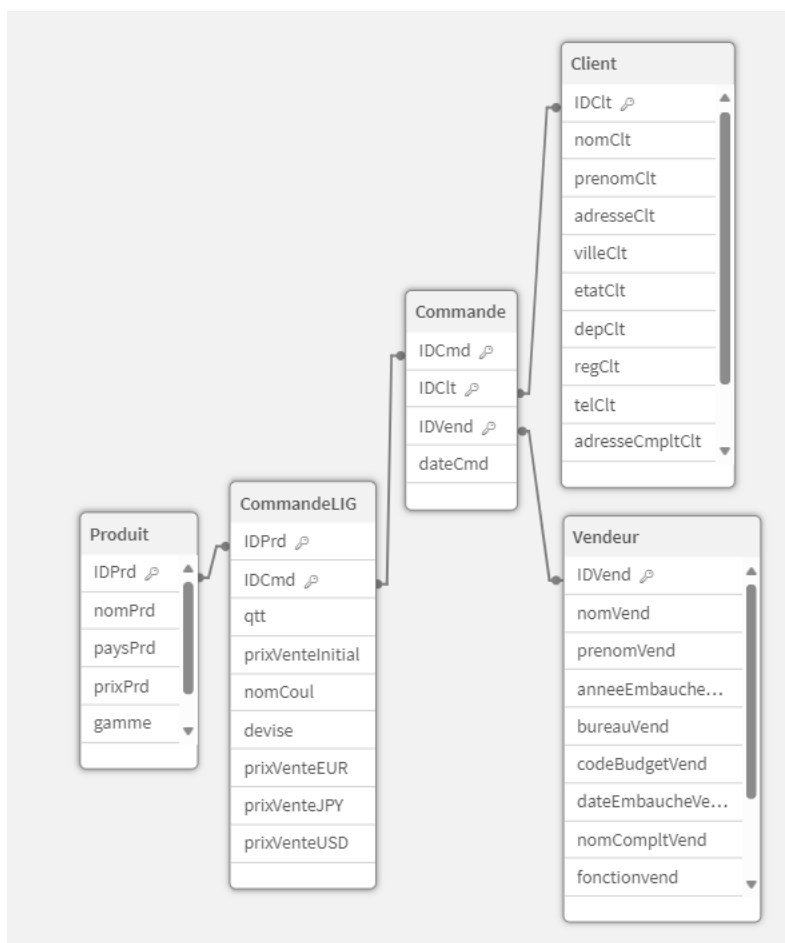 Client
IDClt
nomClt
prenomClt
adresseClt
villeClt
etatClt
depClt
regClt
telClt
adresseCmpltClt
Commande
IDCmd
IDClt
IDVend
dateCmd
CommandeLIG
IDPrd
IDCmd
qtt
prixVenteInitial
nomCoul
devise
prixVenteEUR
prixVenteJPY
prixVenteUSD
Produit
IDPrd
nomPrd
paysPrd
prixPrd
gamme
Vendeur
IDVend
nomVend
prenomVend
anneeEmbauche...
bureauVend
codeBudgetVend
dateEmbaucheVe...
nomCompltVend
fonctionvend